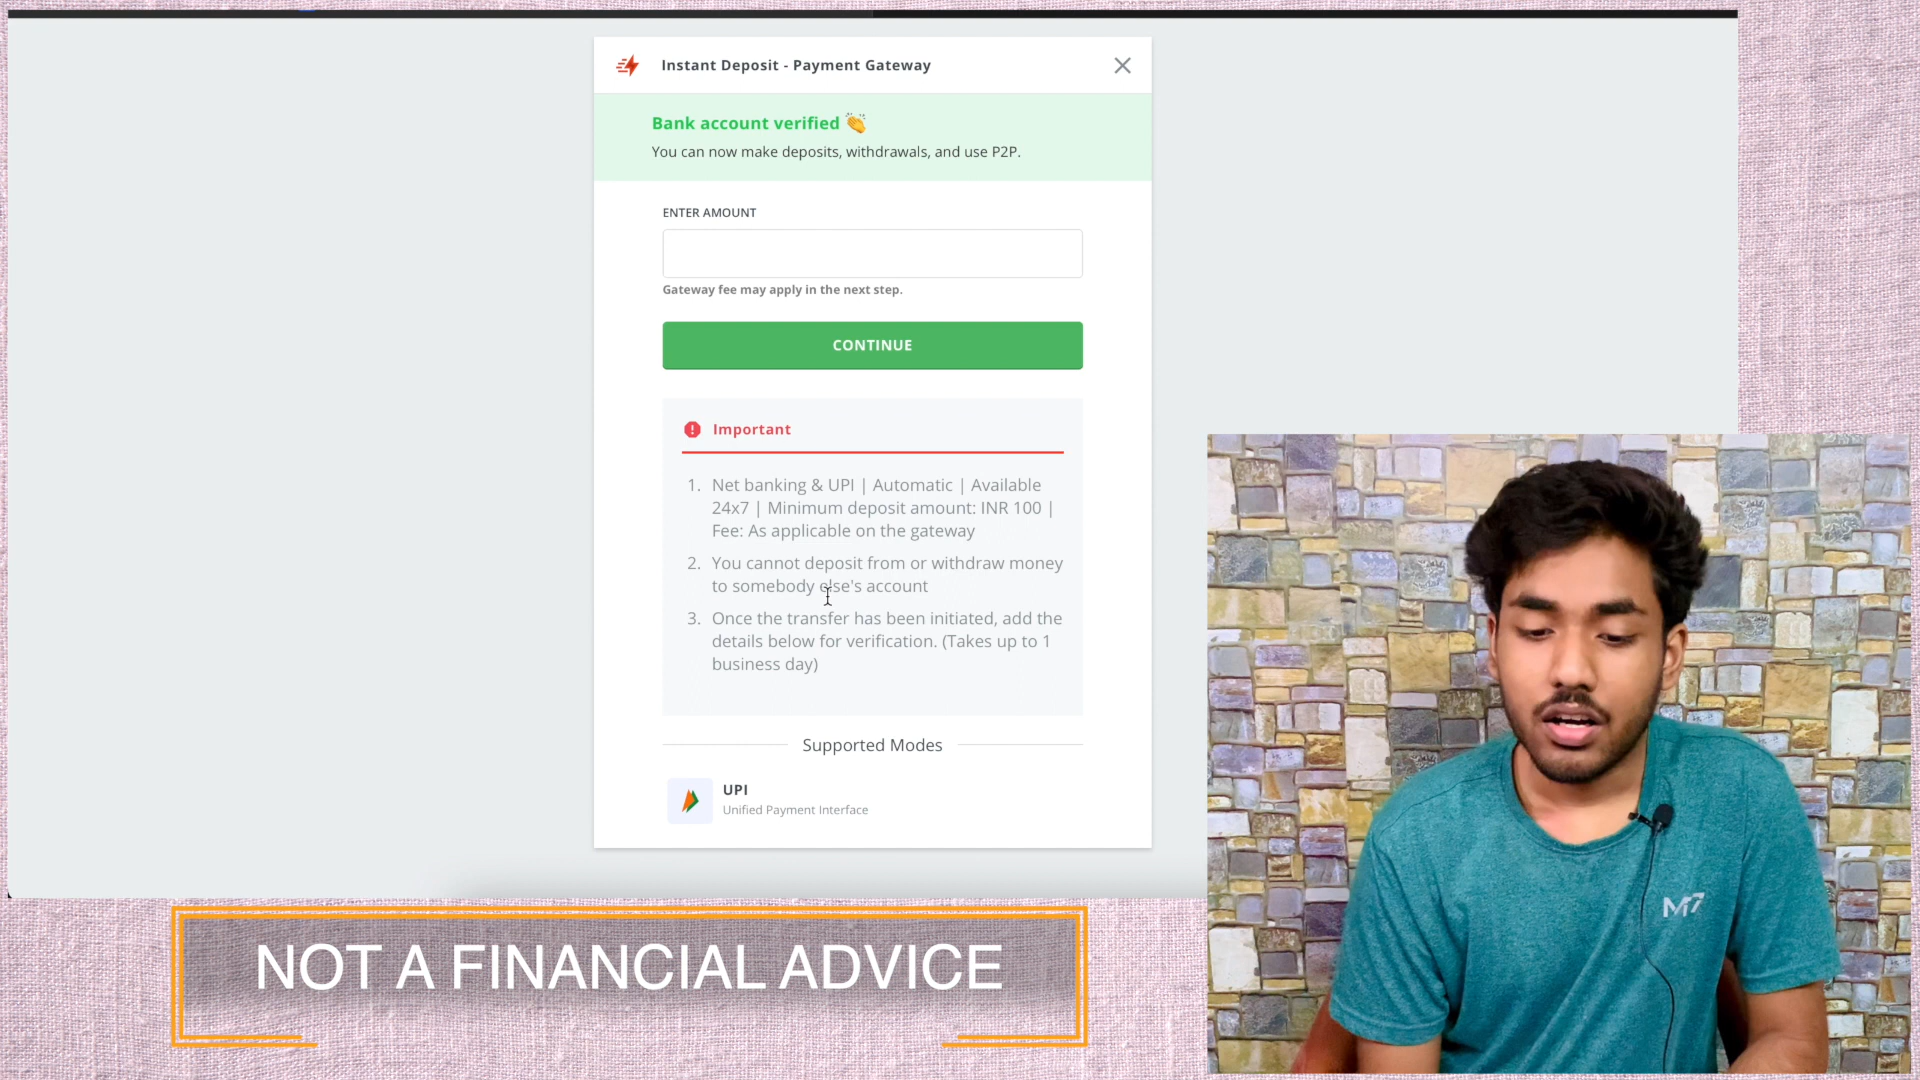 Instant Deposit - Payment Gateway
Bank account verified 👏
You can now make deposits, withdrawals, and use P2P.
ENTER AMOUNT
Gateway fee may apply in the next step.
CONTINUE
Important
1. Net banking & UPI | Automatic | Available
24x7 | Minimum deposit amount: INR 100 |
Fee: As applicable on the gateway
2. You cannot deposit from or withdraw money
to somebody else's account
3. Once the transfer has been initiated, add the
details below for verification. (Takes up to 1
business day)
Supported Modes
UPI
Unified Payment Interface
M7
NOT A FINANCIAL ADVICE